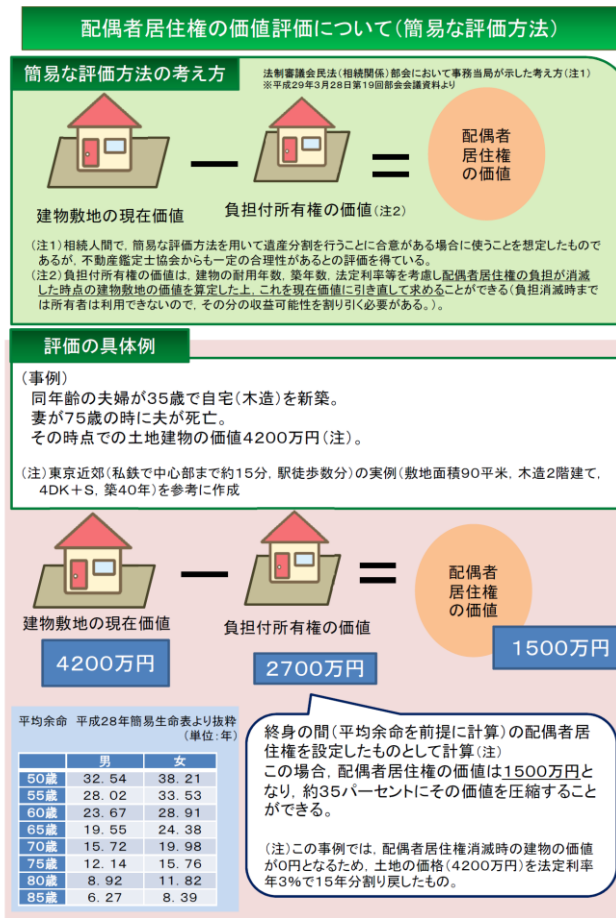 配偶者居住権の価値評価について(簡易な評価方法)
簡易な評価方法の考え方
法制審議会民法(相続関係)部会において事務当局が示した考え方(注1)
※平成29年3月28日第19回部会会議資料より
配偶者
居住権
の価値
建物敷地の現在価値
負担付所有権の価値(注2)
(注1)相続人間で,簡易な評価方法を用いて遺産分割を行うことに合意がある場合に使うことを想定したもので
あるが,不動産鑑定士協会からも一定の合理性があるとの評価を得ている。
(注2)負担付所有権の価値は,建物の耐用年数,築年数,法定利率等を考慮し配偶者居住権の負担が消滅
した時点の建物敷地の価値を算定した上,これを現在価値に引き直して求めることができる(負担消滅時まで
は所有者は利用できないので,その分の収益可能性を割り引く必要がある。)。
評価の具体例
(事例)
同年齢の夫婦が35歳で自宅(木造)を新築。
妻が75歳の時に夫が死亡。
その時点での土地建物の価値4200万円(注)。
(注)東京近郊(私鉄で中心部まで約15分,駅徒歩数分)の実例(敷地面積90平米,木造2階建て,
4DK+S,築40年)を参考に作成
配偶者
居住権
の価値
建物敷地の現在価値
負担付所有権の価値
4200万円
2700万円
1500万円
平均余命 平成28年簡易生命表より抜粋
(単位:年)
男 女
50歳 32.54 38.21
55歳 28.02 33.53
60歳 23.67 28.91
65歳 19.55 24.38
70歳 15.72 19.98
75歳 12.14 15.76
80歳 8.92 11.82
85歳 6.27 8.39
終身の間(平均余命を前提に計算)の配偶者居
住権を設定したものとして計算(注)
この場合,配偶者居住権の価値は1500万円と
なり,約35パーセントにその価値を圧縮すること
ができる。
(注)この事例では,配偶者居住権消滅時の建物の価値
が0円となるため,土地の価格(4200万円)を法定利率
年3%で15年分割り戻したもの。